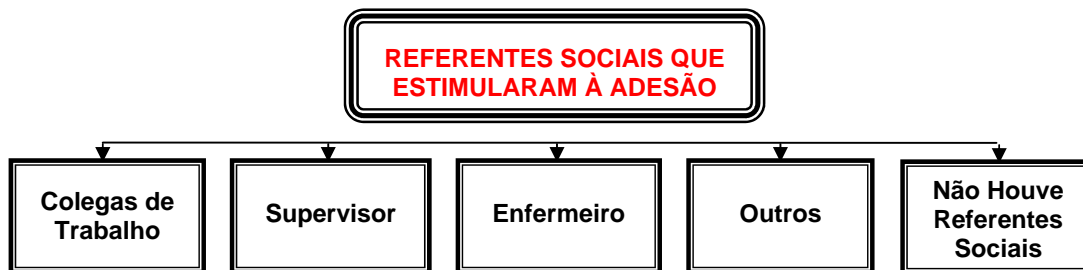 REFERENTES SOCIAIS QUE
ESTIMULARAM À ADESÃO
Colegas de
Trabalho
Supervisor
Enfermeiro
Outros
Não Houve
Referentes
Sociais